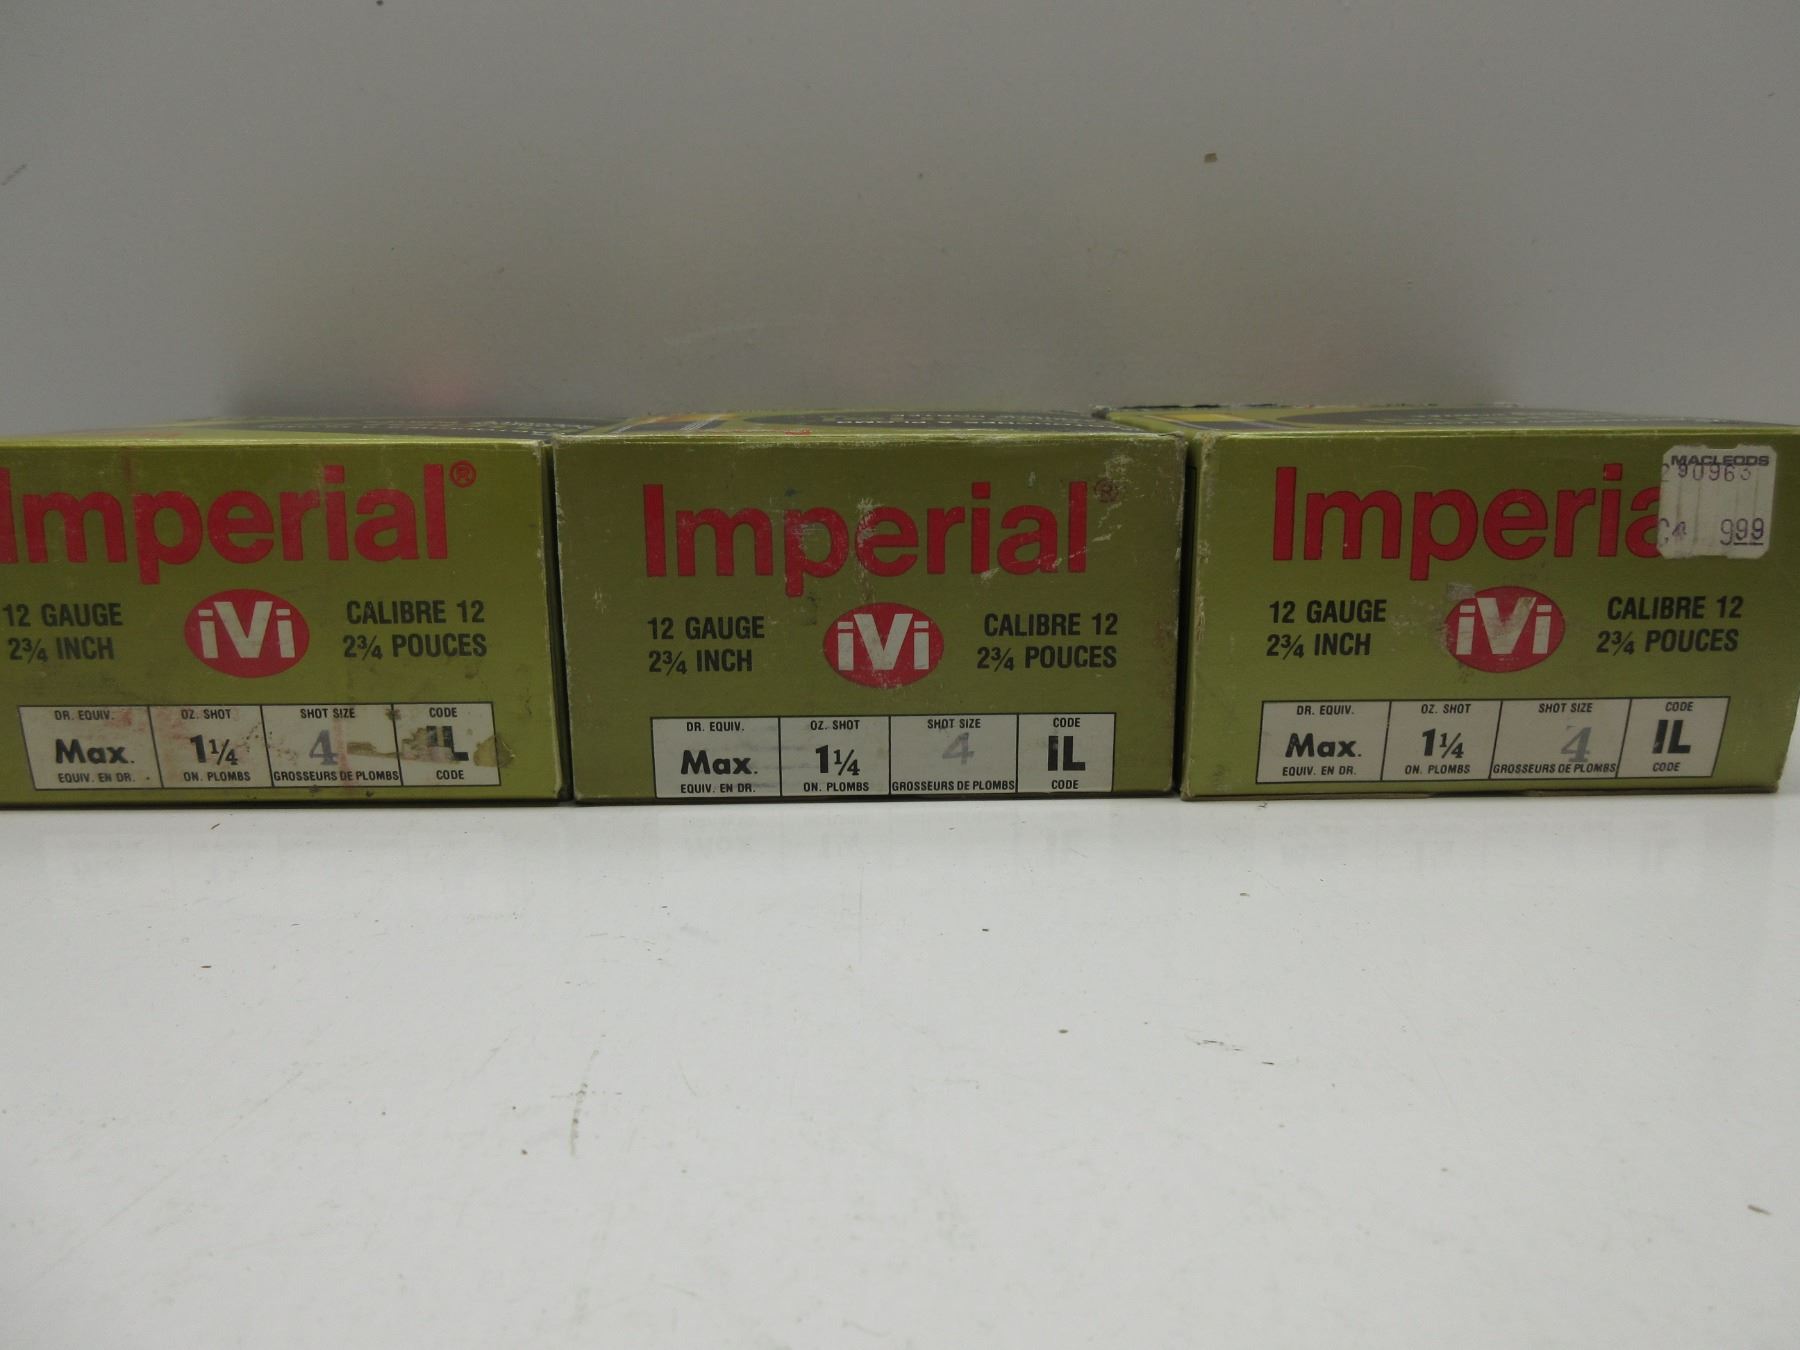 Imperial®
12 GAUGE
2¾ INCH
iVi
CALIBRE 12
2¾ POUCES
DR. EQUIV.
Max.
EQUIV. EN DR.
OZ. SHOT
1¼
ON. PLOMBS
SHOT SIZE
4
GROSSEURS DE PLOMBS
CODE
IL
CODE
Imperial®
12 GAUGE
2¾ INCH
iVi
CALIBRE 12
2¾ POUCES
DR. EQUIV.
Max.
EQUIV. EN DR.
OZ. SHOT
1¼
ON. PLOMBS
SHOT SIZE
4
GROSSEURS DE PLOMBS
CODE
IL
CODE
Imperia
MACLEODS
290963
C4 999
12 GAUGE
2¾ INCH
iVi
CALIBRE 12
2¾ POUCES
DR. EQUIV.
Max.
EQUIV. EN DR.
OZ. SHOT
1¼
ON. PLOMBS
SHOT SIZE
4
GROSSEURS DE PLOMBS
CODE
IL
CODE